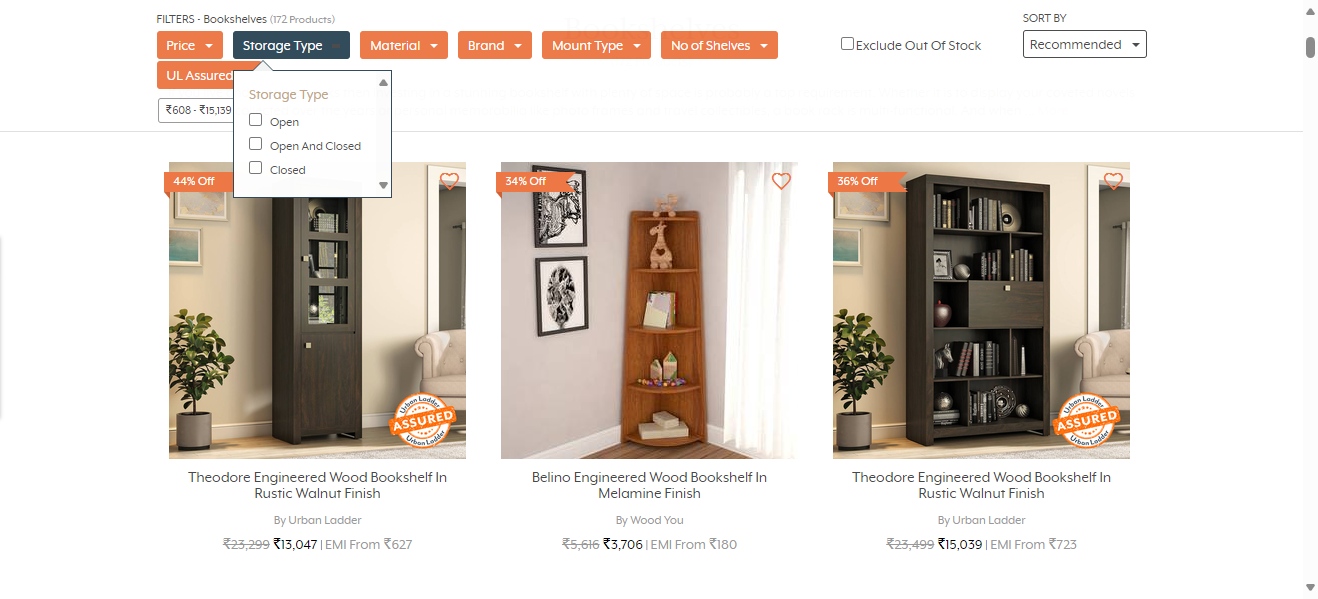 FILTERS - Bookshelves (172 Products)
SORT BY
Price
Storage Type
Material
Brand
Mount Type
No of Shelves
Exclude Out Of Stock
Recommended
UL Assured
₹608 - ₹15,139
Storage Type
Open
Open And Closed
Closed
44% Off
34% Off
36% Off
Urban Ladder
ASSURED
Urban Ladder
Urban Ladder
ASSURED
Urban Ladder
Theodore Engineered Wood Bookshelf In
Rustic Walnut Finish
By Urban Ladder
₹23,299 ₹13,047 | EMI From ₹627
Belino Engineered Wood Bookshelf In
Melamine Finish
By Wood You
₹5,616 ₹3,706 | EMI From ₹180
Theodore Engineered Wood Bookshelf In
Rustic Walnut Finish
By Urban Ladder
₹23,499 ₹15,039 | EMI From ₹723